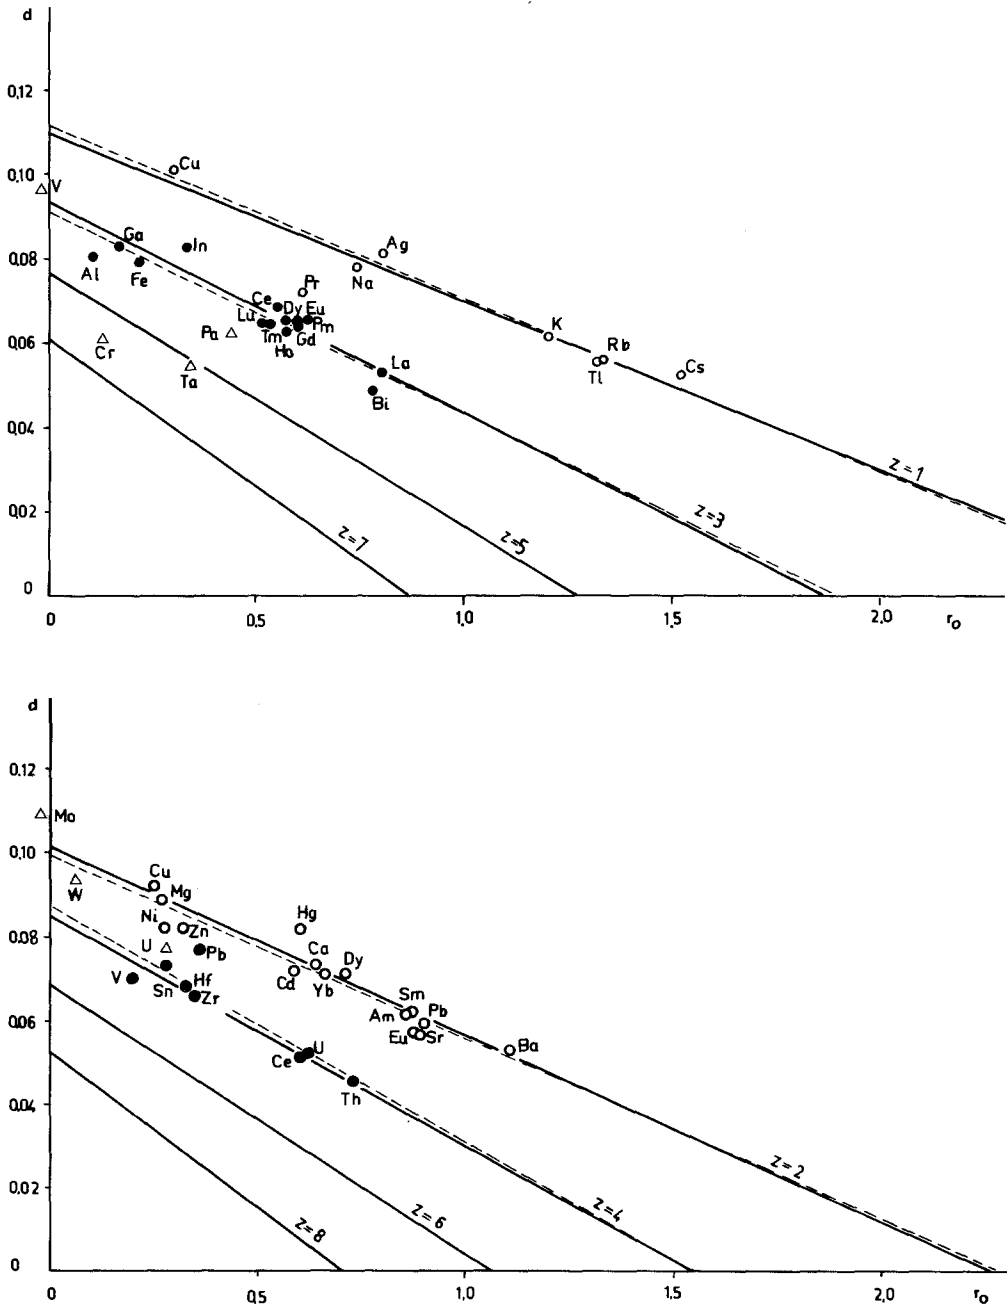 d
0,12
Cu
0,10
V
Ag
Ga
In
Na
0,08
Al
Fe
Pr
Ce
Dy
Eu
Lu
Pm
K
Pa
Tm
Gd
Rb
0,06
Cr
Ho
La
Tl
Cs
Ta
Bi
0,04
z=1
0,02
z=3
z=7
z=5
0
0
0,5
1,0
1,5
2,0
ro
d
0.12
Mo
0.10
Cu
Mg
W
Ni
Hg
0.08
U
Zn
Pb
Ca
Dy
V
Hf
Cd
Yb
Sn
Zr
Sm
Am
Pb
0.06
U
Eu
Sr
Ba
Ce
0.04
Th
z=2
0.02
z=4
z=6
z=8
0
0
0,5
1,0
1,5
2,0
ro